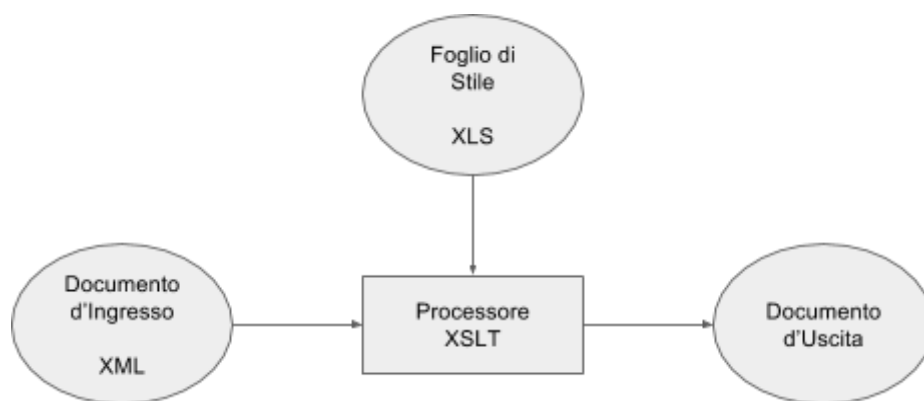 Foglio di
Stile
XLS
Documento
d'Ingresso
XML
Processore
XSLT
Documento
d'Uscita